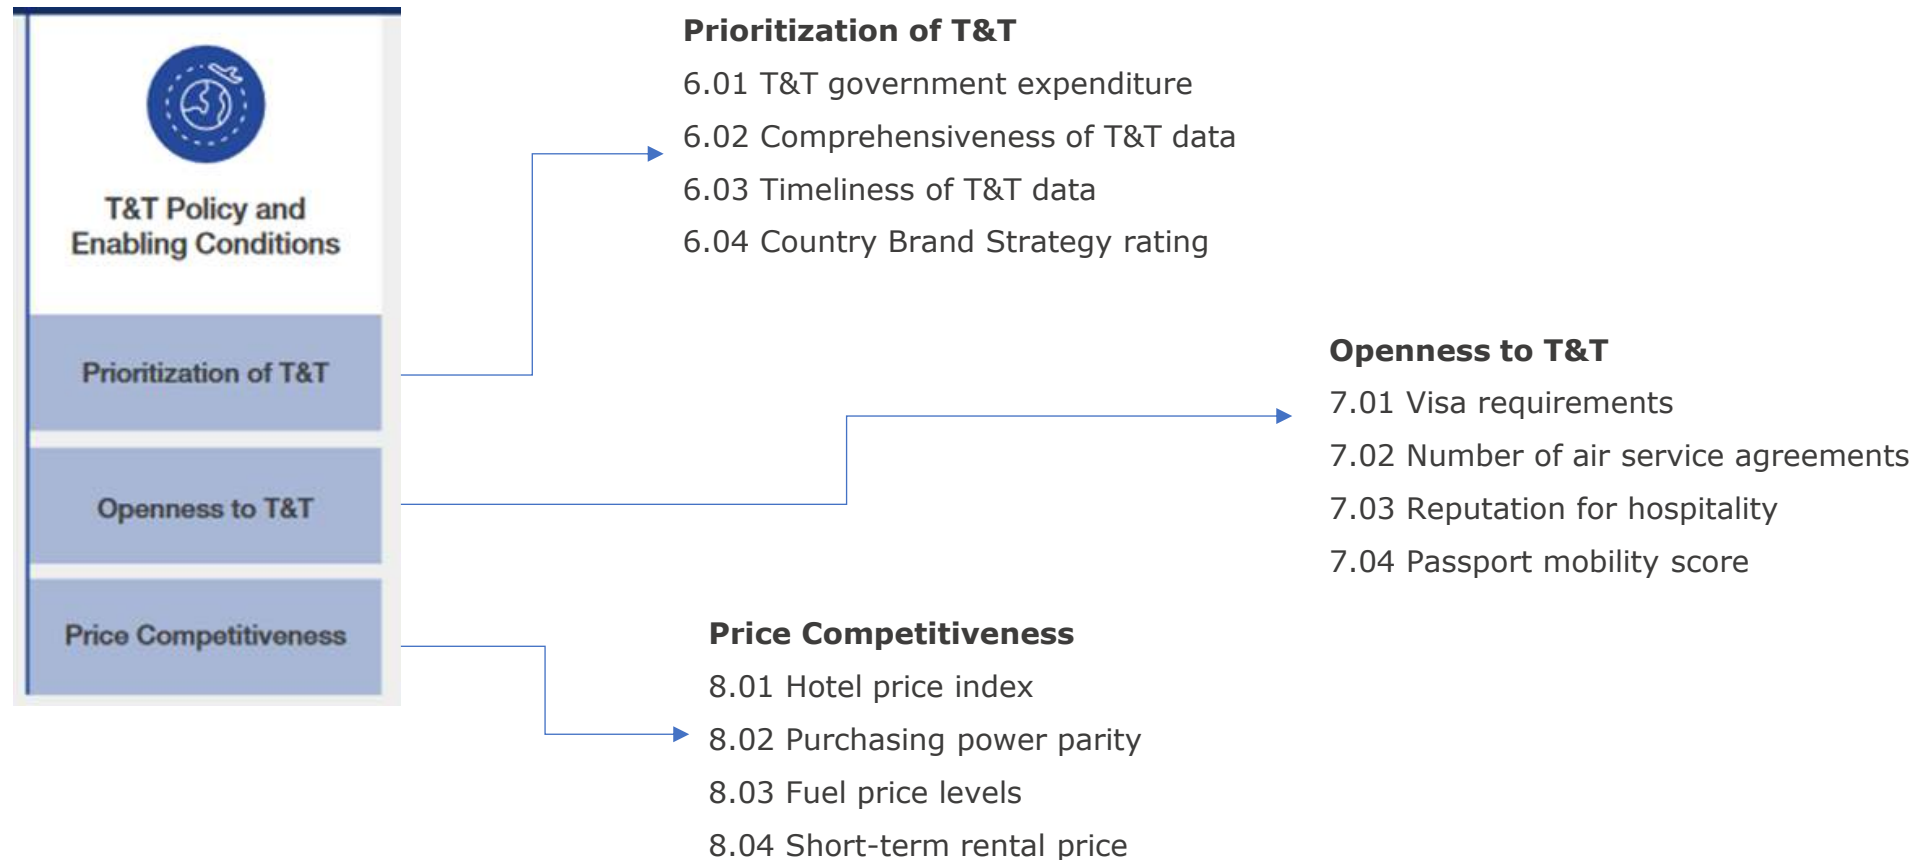 T&T Policy and
Enabling Conditions
Prioritization of T&T
Openness to T&T
Price Competitiveness
Prioritization of T&T
6.01 T&T government expenditure
6.02 Comprehensiveness of T&T data
6.03 Timeliness of T&T data
6.04 Country Brand Strategy rating
Openness to T&T
7.01 Visa requirements
7.02 Number of air service agreements
7.03 Reputation for hospitality
7.04 Passport mobility score
Price Competitiveness
8.01 Hotel price index
8.02 Purchasing power parity
8.03 Fuel price levels
8.04 Short-term rental price